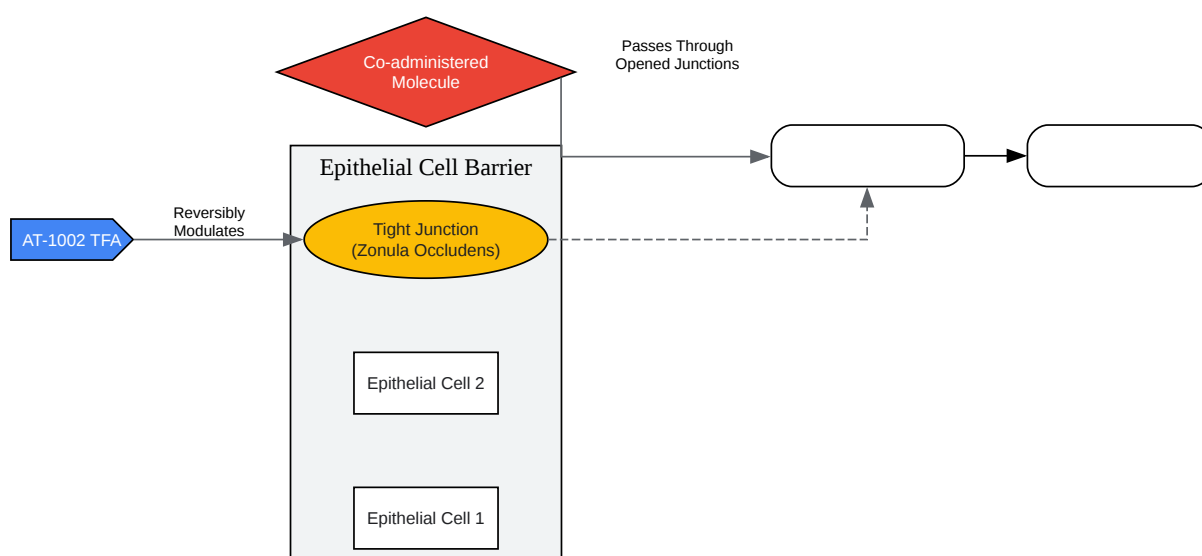 Co-administered
Molecule
Passes Through
Opened Junctions
Epithelial Cell Barrier
Reversibly
Modulates
AT-1002 TFA
Tight Junction
(Zonula Occludens)
Epithelial Cell 2
Epithelial Cell 1